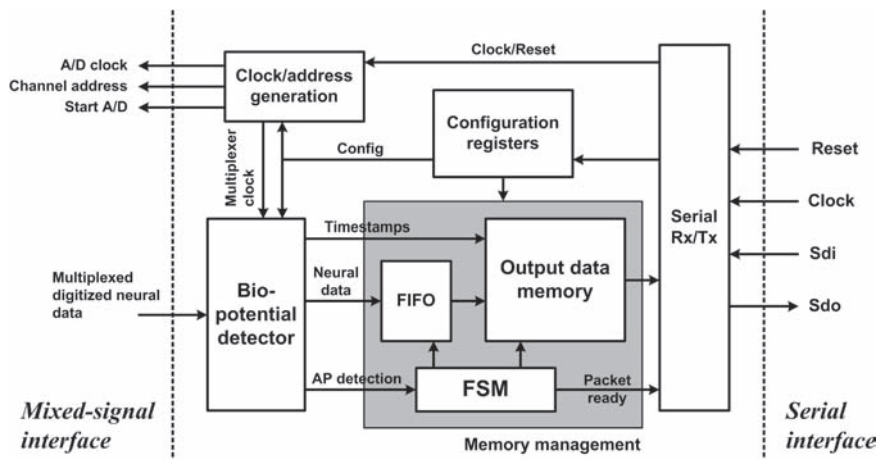 A/D clock
Channel address
Start A/D
Clock/address
generation
Clock/Reset
Configuration
registers
Config
Multiplexer
clock
Serial
Rx/Tx
Reset
Clock
Sdi
Sdo
Multiplexed
digitized neural
data
Bio-
potential
detector
Timestamps
Neural
data
FIFO
Output data
memory
AP detection
FSM
Packet
ready
Memory management
Mixed-signal
interface
Serial
interface